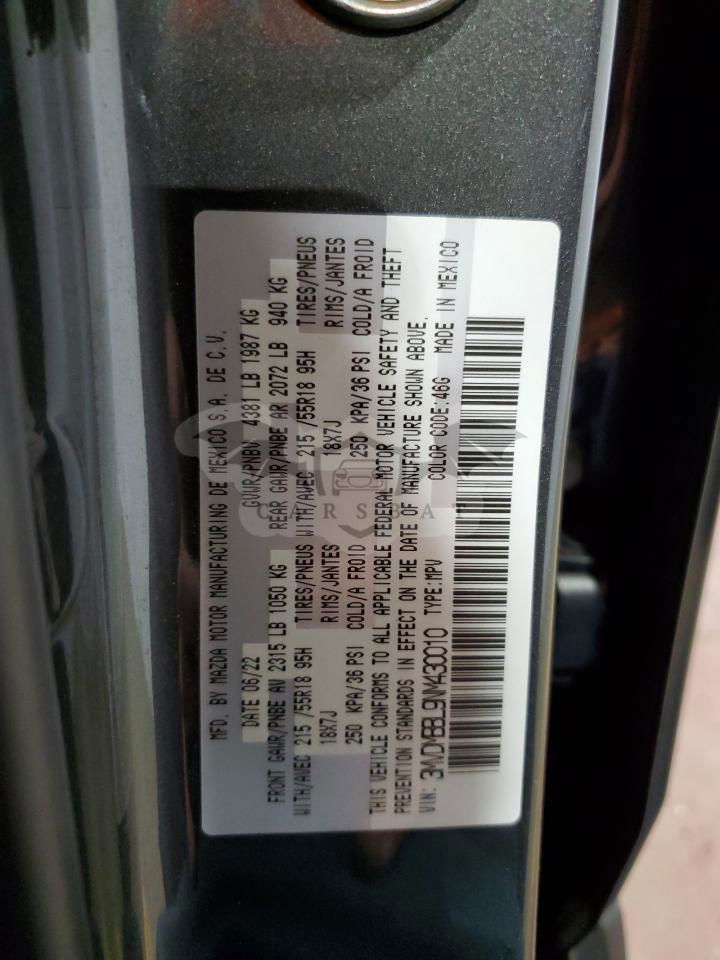 MFD. BY MAZDA MOTOR MANUFACTURING DE MEXICO S.A. DE C.V.
DATE 06/22 GVWR/PNBV 4381 LB 1987 KG
FRONT GAWR/PNBE AV 2315 LB 1050 KG REAR GAWR/PNBE AR 2072 LB 940 KG
WITH/AVEC 215 /55R18 95H TIRES/PNEUS WITH/AVEC 215 /55R18 95H TIRES/PNEUS
18X7J RIMS/JANTES 18X7J RIMS/JANTES
250 KPA/36 PSI COLD/A FROID 250 KPA/36 PSI COLD/A FROID
THIS VEHICLE CONFORMS TO ALL APPLICABLE FEDERAL MOTOR VEHICLE SAFETY AND THEFT
PREVENTION STANDARDS IN EFFECT ON THE DATE OF MANUFACTURE SHOWN ABOVE.
VIN: 3MVDMBBL9NM430010 TYPE:MPV COLOR CODE:46G MADE IN MEXICO
CARSBAT